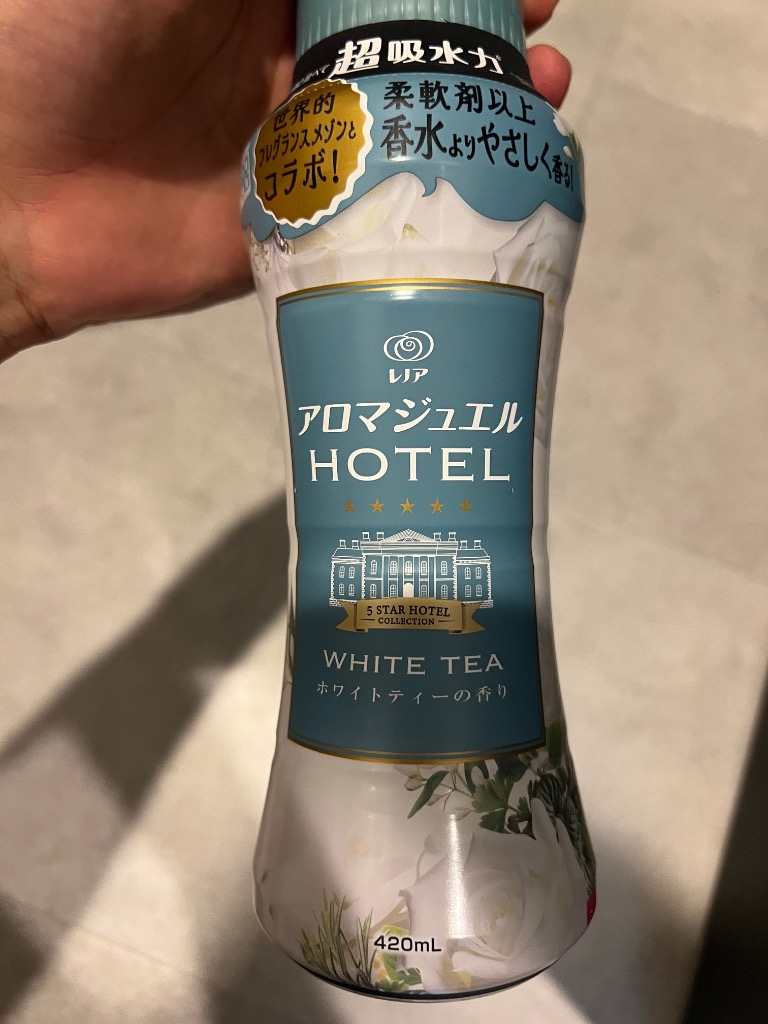 超吸水力
世界的
フレグランスメゾンと
コラボ!
柔軟剤以上
香水よりやさしく香る!
レノア
アロマジュエル
HOTEL
5 STAR HOTEL
COLLECTION
WHITE TEA
ホワイトティーの香り
420mL